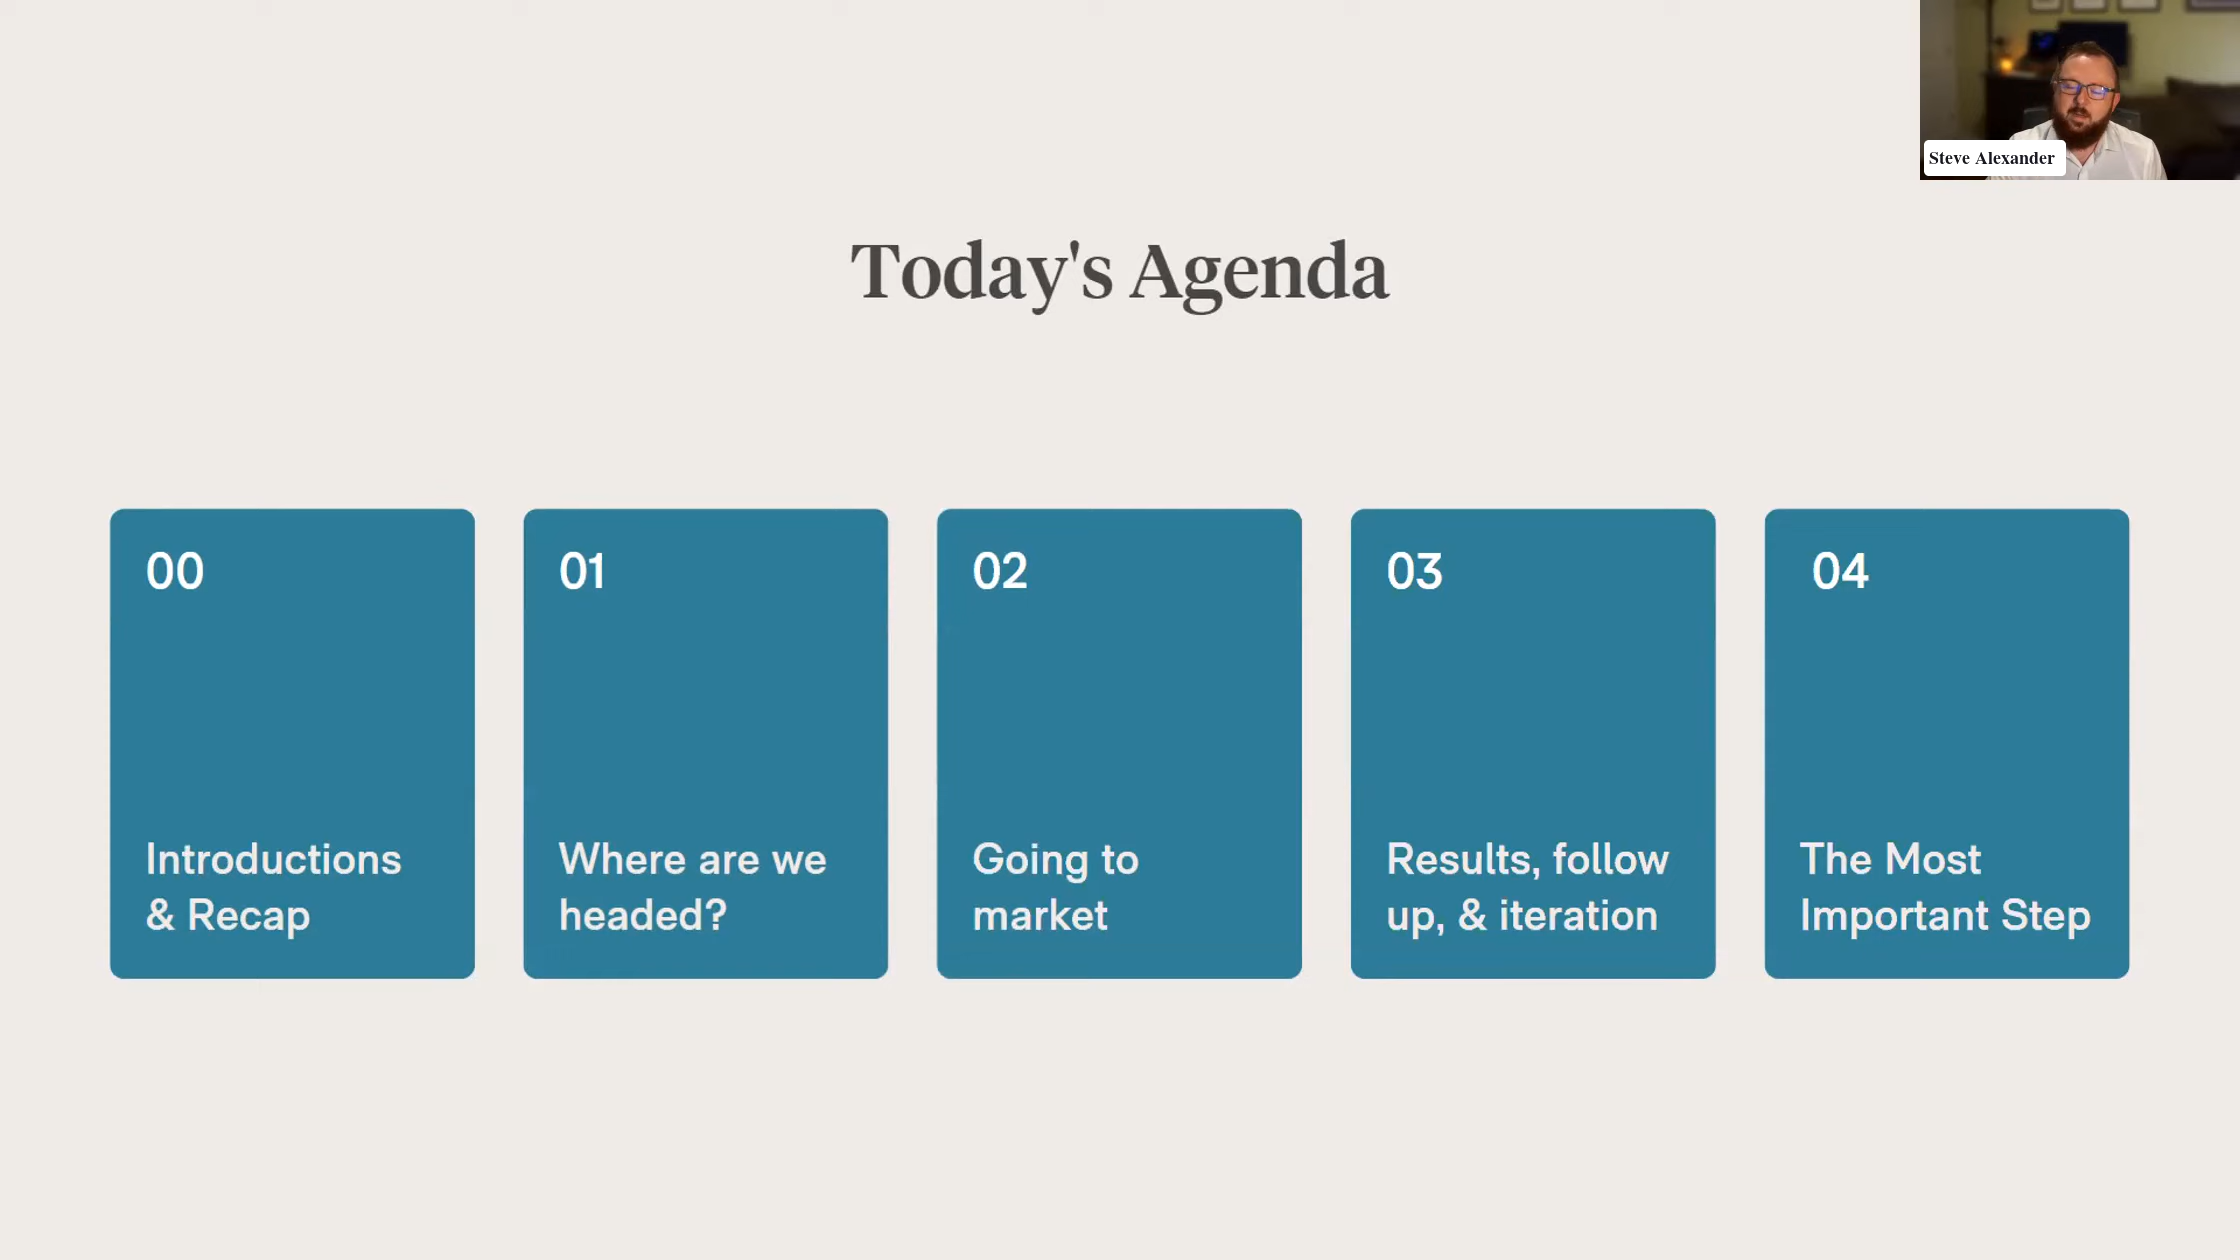 Steve Alexander
Today's Agenda
00
Introductions
& Recap
01
Where are we
headed?
02
Going to
market
03
Results, follow
up, & iteration
04
The Most
Important Step